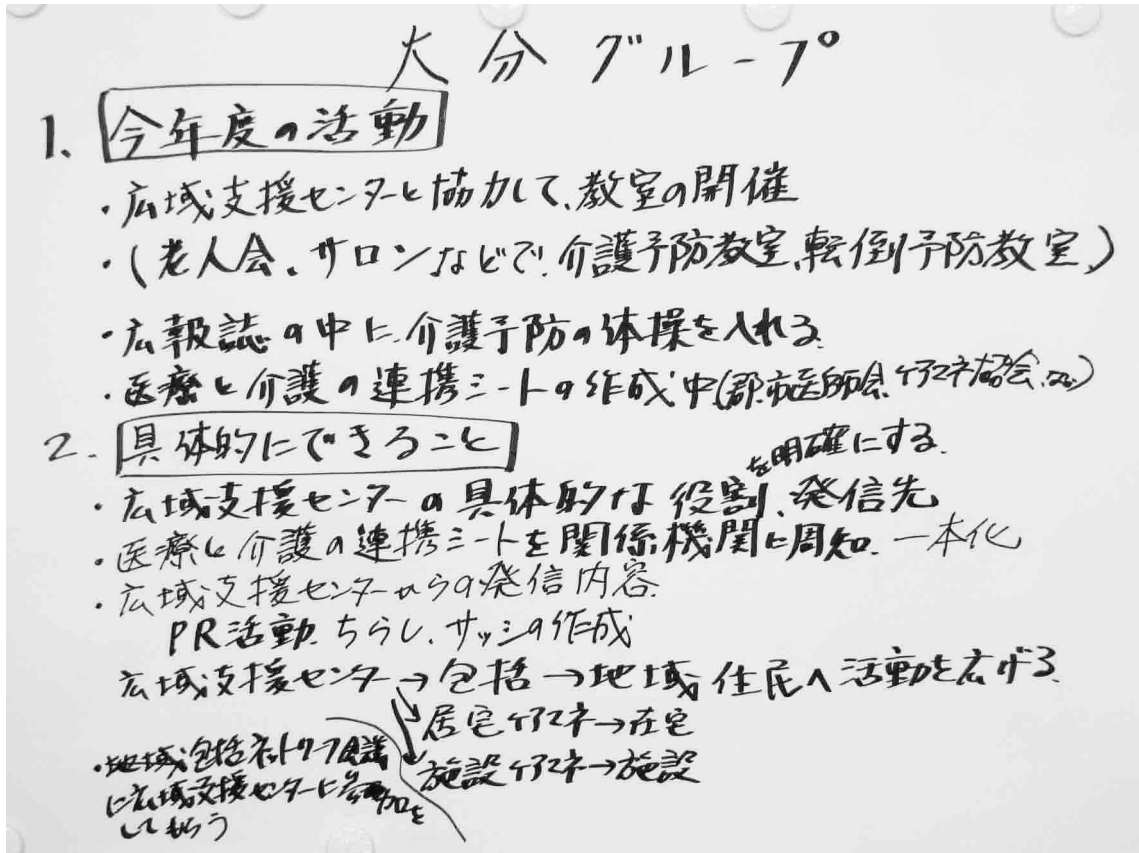 大分グループ
1. 今年度の活動
・広域支援センターと協力して、教室の開催
・(老人会、サロンなどで、介護予防教室、転倒予防教室、)
・広報誌の中に、介護予防の体操を入れる
・医療と介護の連携シートの作成中(郡市医師会、ケアマネ協会、など)
2. 具体的にできること
を明確にする
・広域支援センターの具体的な役割、発信先
・医療と介護の連携シートを関係機関に周知、一本化
・広域支援センターからの発信内容
PR活動、ちらし、サッシの作成
広域支援センター→包括→地域住民へ活動を広げる
居宅ケアマネ→在宅
施設ケアマネ→施設
・地域包括ネットワーク会議
に広域支援センターに参加を
してもらう